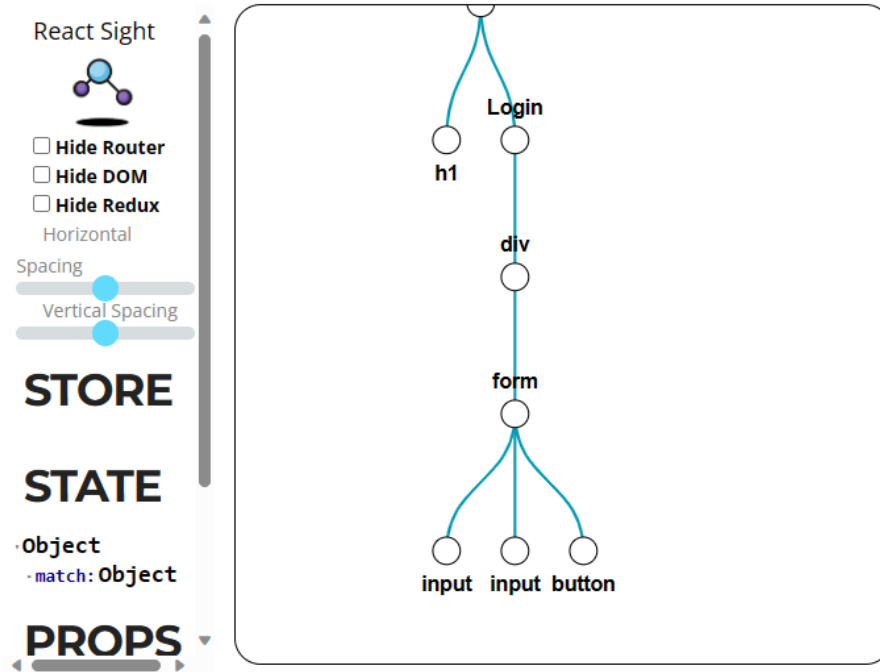 React Sight
Hide Router
Hide DOM
Hide Redux
Horizontal
Spacing
Vertical Spacing
STORE
STATE
Object
match: Object
PROPS
Login
h1
div
form
input input button